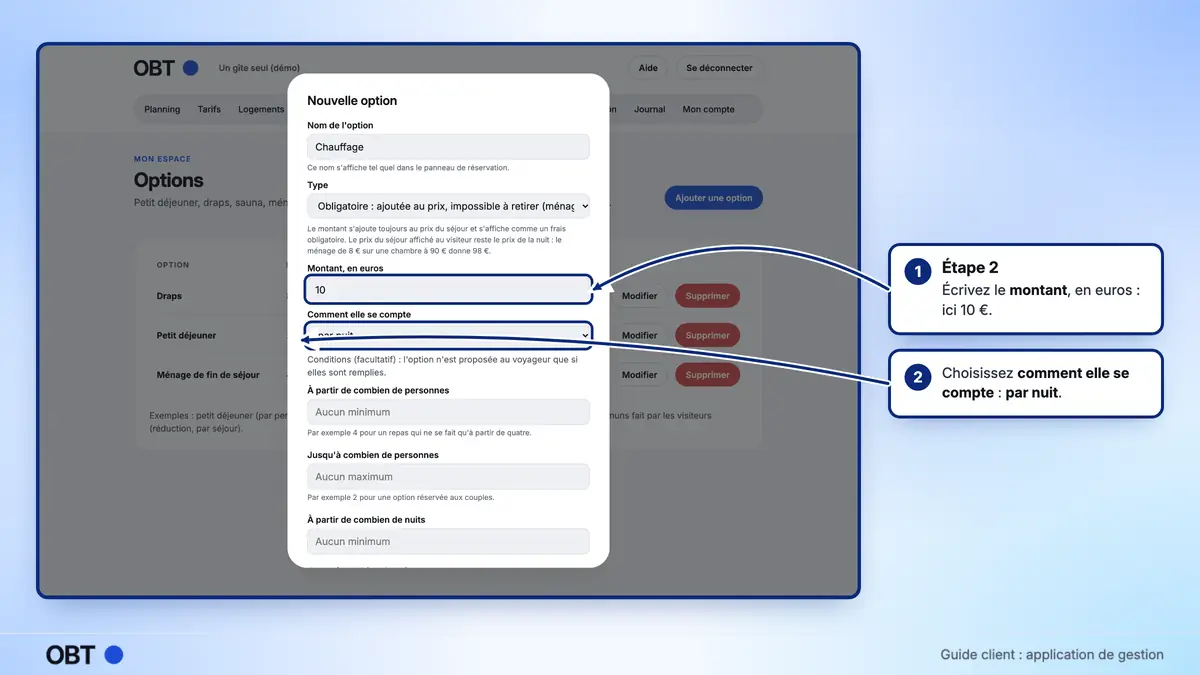 OBT
Un gîte seul (démo)
Aide
Se déconnecter
Planning
Tarifs
Logements
Journal
Mon compte
MON ESPACE
Options
Petit déjeuner, draps, sauna,
Ajouter une option
OPTION
Draps
Modifier
Supprimer
Petit déjeuner
Modifier
Supprimer
Ménage de fin de séjour
Modifier
Supprimer
Exemples : petit déjeuner (par
fait par les visiteurs
(réduction, par séjour).
Nouvelle option
Nom de l'option
Chauffage
Ce nom s'affiche tel quel dans le panneau de réservation.
Type
Obligatoire : ajoutée au prix, impossible à retirer
Le montant s'ajoute toujours au prix du séjour et s'affiche comme un frais
obligatoire. Le prix du séjour affiché au visiteur reste le prix de la nuit : le
ménage de 8 € sur une chambre à 90 € donne 98 €.
Montant, en euros
10
Comment elle se compte
par nuit
Conditions (facultatif) : l'option n'est proposée au voyageur que si
elles sont remplies.
À partir de combien de personnes
Aucun minimum
Par exemple 4 pour un repas qui ne se fait qu'à partir de quatre.
Jusqu'à combien de personnes
Aucun maximum
Par exemple 2 pour une option réservée aux couples.
À partir de combien de nuits
Aucun minimum
1
Étape 2
Écrivez le montant, en euros :
ici 10 €.
2
Choisissez comment elle se
compte : par nuit.
OBT
Guide client : application de gestion